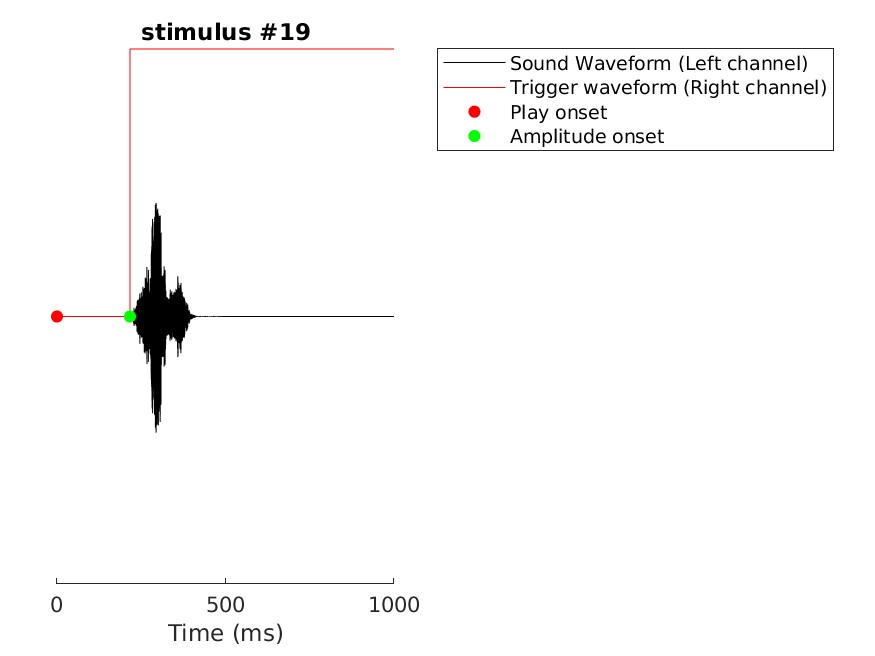 stimulus #19
Sound Waveform (Left channel)
Trigger waveform (Right channel)
Play onset
Amplitude onset
0 500 1000
Time (ms)